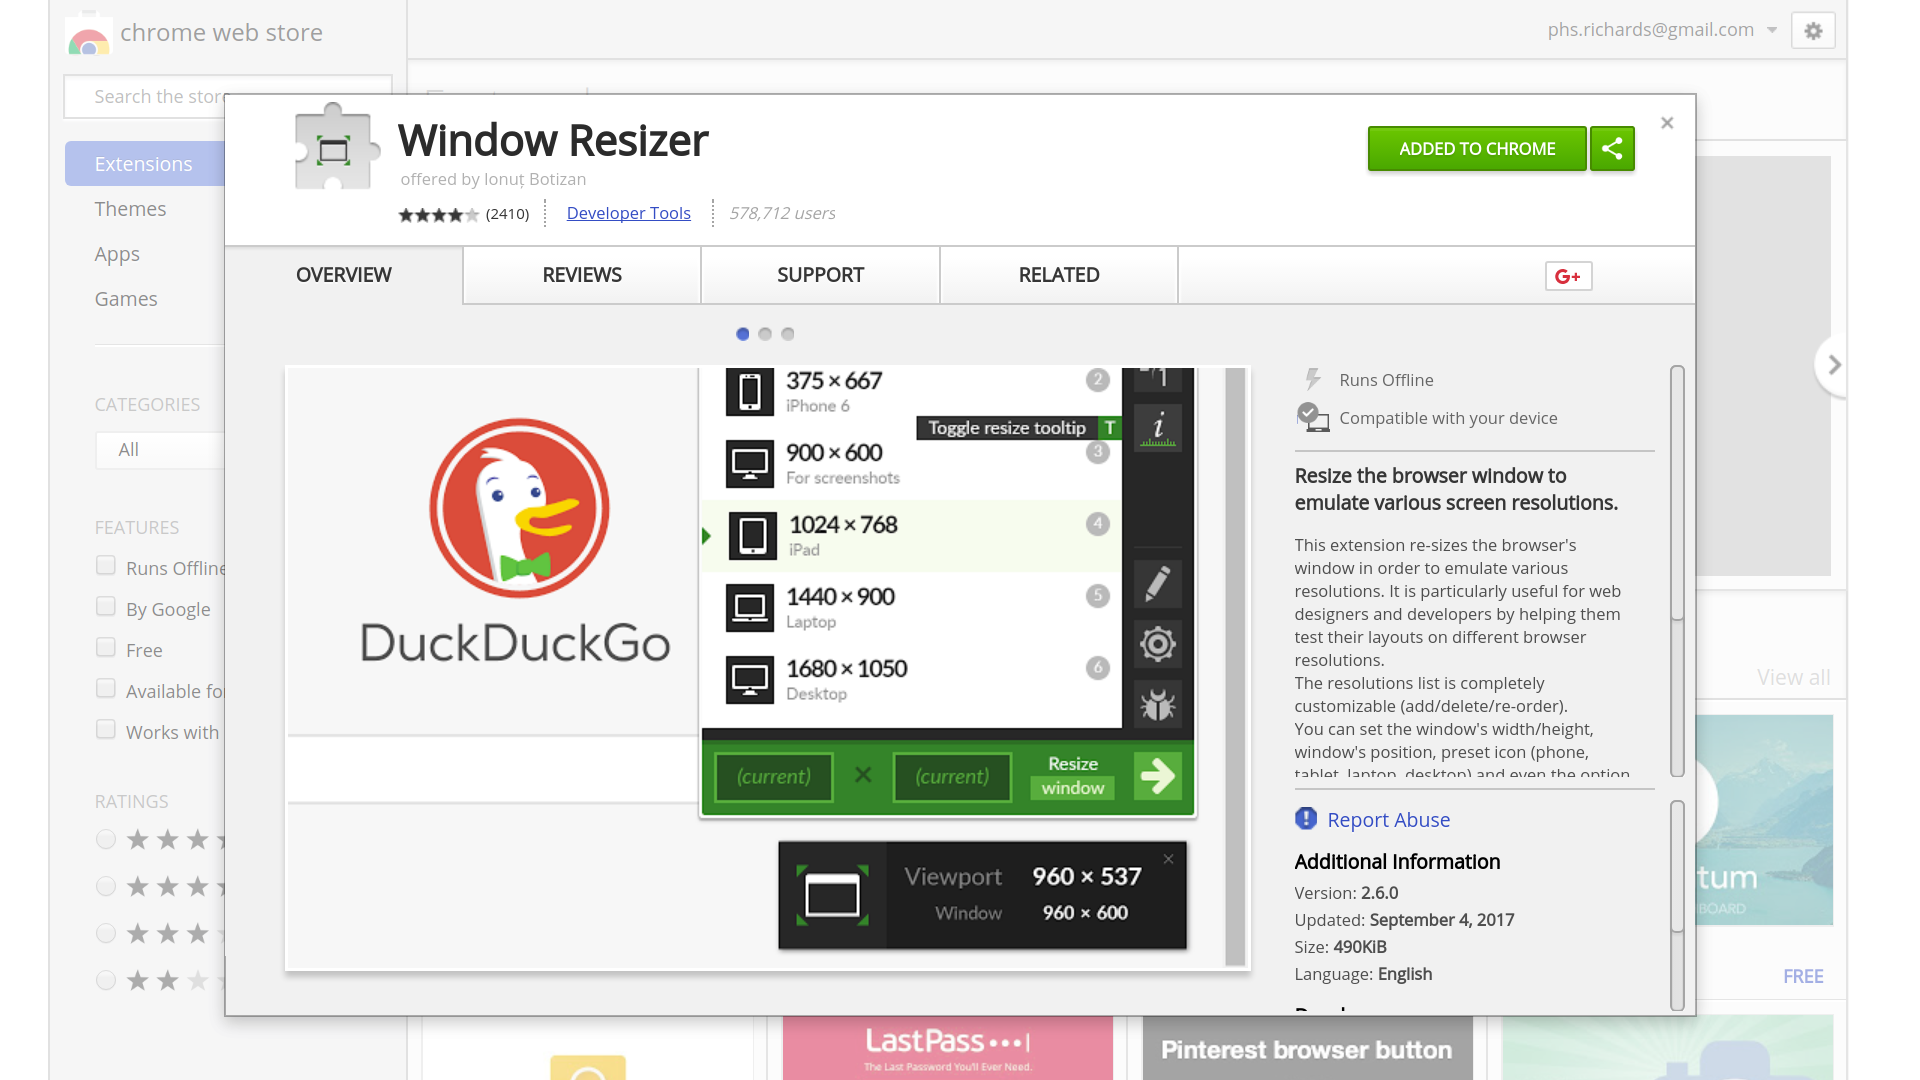 chrome web store
phs.richards@gmail.com
Search the store
Extensions
Themes
Apps
Games
CATEGORIES
All
FEATURES
Runs Offline
By Google
Free
Available for
Works with
RATINGS
Window Resizer
offered by Ionuț Botizan
(2410)
Developer Tools
578,712 users
ADDED TO CHROME
OVERVIEW
REVIEWS
SUPPORT
RELATED
G+
375 × 667
iPhone 6
2
Toggle resize tooltip T
900 × 600
For screenshots
3
1024 × 768
iPad
4
1440 × 900
Laptop
5
1680 × 1050
Desktop
6
i
DuckDuckGo
(current) × (current)
Resize
window
Viewport 960 × 537
Window 960 × 600
Runs Offline
Compatible with your device
Resize the browser window to
emulate various screen resolutions.
This extension re-sizes the browser's
window in order to emulate various
resolutions. It is particularly useful for web
designers and developers by helping them
test their layouts on different browser
resolutions.
The resolutions list is completely
customizable (add/delete/re-order).
You can set the window's width/height,
window's position, preset icon (phone,
tablet, laptop, desktop) and even the option
Report Abuse
Additional Information
Version: 2.6.0
Updated: September 4, 2017
Size: 490KiB
Language: English
View all
tum
BOARD
FREE
LastPass
The Last Password You'll Ever Need.
Pinterest browser button